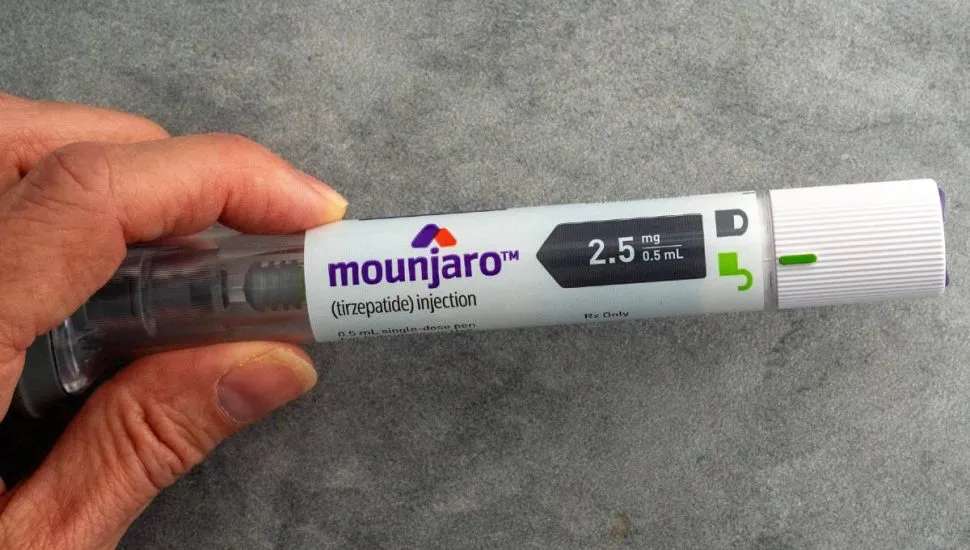 mounjaro™
(tirzepatide) injection
0.5 mL single-dose pen
2.5 mg
0.5 mL
Rx Only